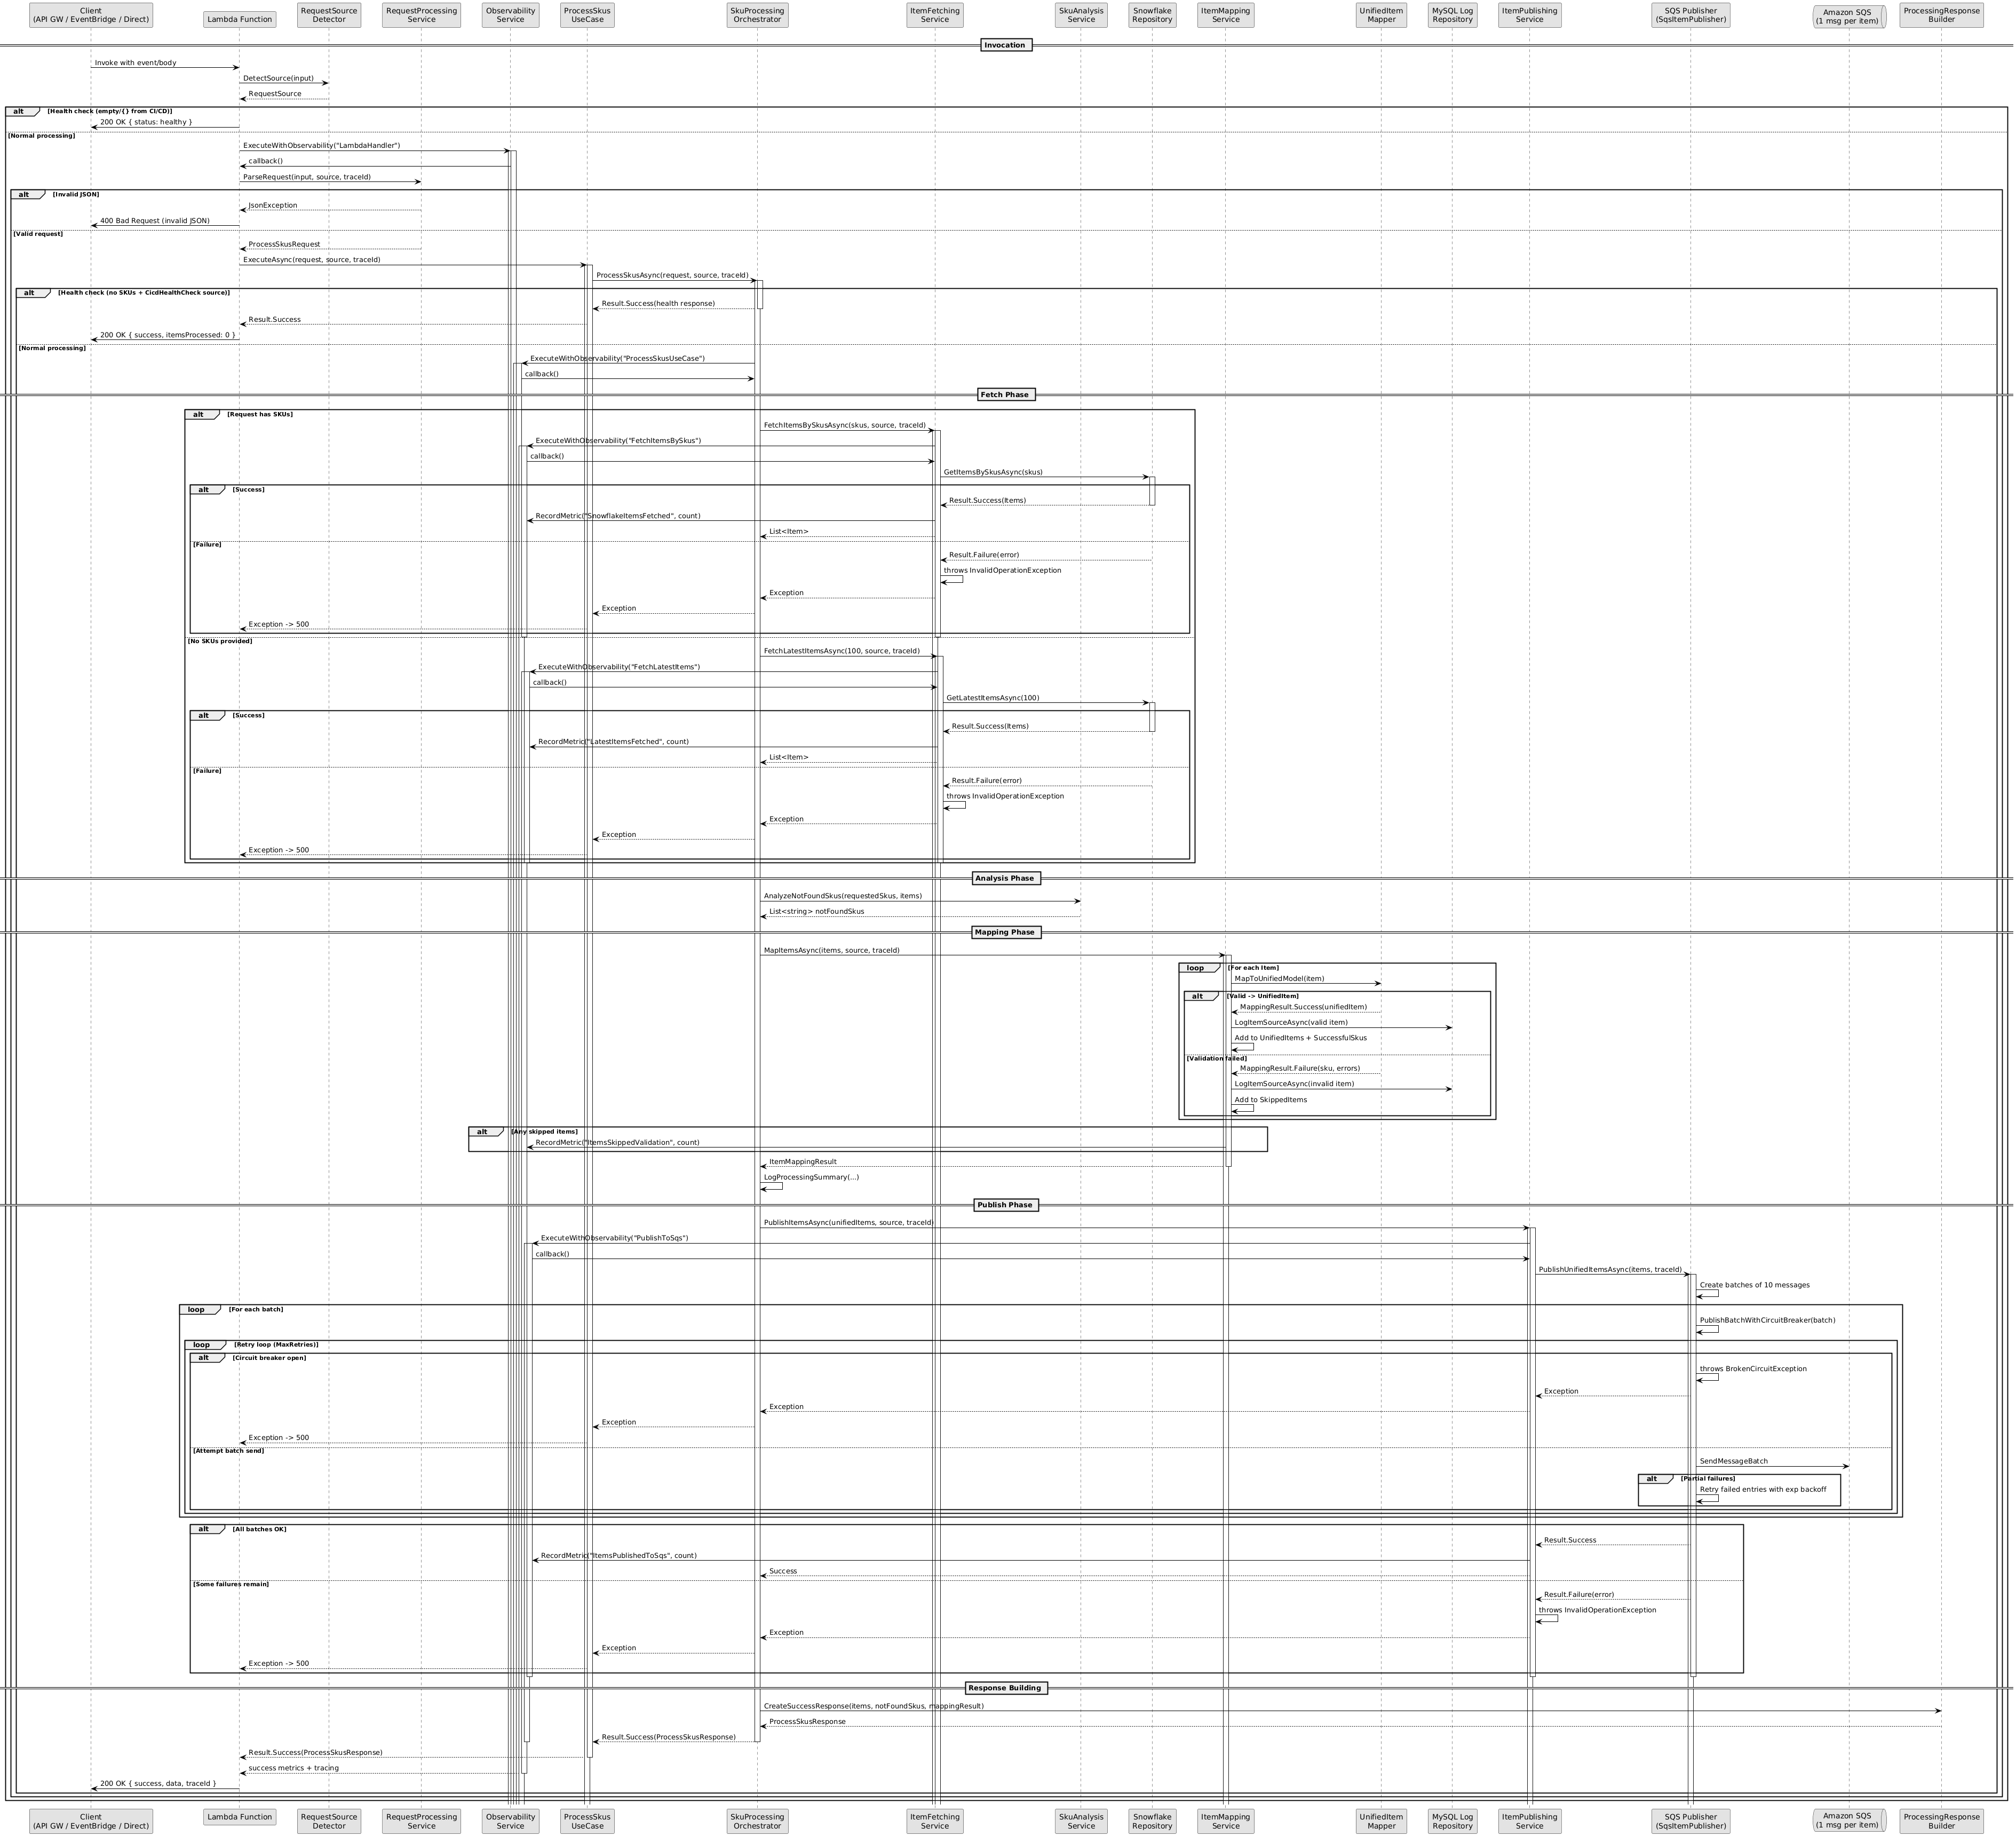 Client
(API GW / EventBridge / Direct)
Lambda Function
RequestSource
Detector
RequestProcessing
Service
Observability
Service
ProcessSkus
UseCase
SkuProcessing
Orchestrator
ItemFetching
Service
SkuAnalysis
Service
Snowflake
Repository
ItemMapping
Service
UnifiedItem
Mapper
MySQL Log
Repository
ItemPublishing
Service
SQS Publisher
(SqsItemPublisher)
Amazon SQS
(1 msg per item)
ProcessingResponse
Builder
Invocation
Invoke with event/body
DetectSource(input)
RequestSource
alt [Health check (empty/{} from CI/CD)]
200 OK { status: healthy }
[Normal processing]
ExecuteWithObservability("LambdaHandler")
callback()
ParseRequest(input, source, traceId)
alt [Invalid JSON]
JsonException
400 Bad Request (invalid JSON)
[Valid request]
ProcessSkusRequest
ExecuteAsync(request, source, traceId)
ProcessSkusAsync(request, source, traceId)
alt [Health check (no SKUs + CicdHealthCheck source)]
Result.Success(health response)
Result.Success
200 OK { success, itemsProcessed: 0 }
[Normal processing]
ExecuteWithObservability("ProcessSkusUseCase")
callback()
Fetch Phase
alt [Request has SKUs]
FetchItemsBySkusAsync(skus, source, traceId)
ExecuteWithObservability("FetchItemsBySkus")
callback()
GetItemsBySkusAsync(skus)
alt [Success]
Result.Success(Items)
RecordMetric("SnowflakeItemsFetched", count)
List<Item>
[Failure]
Result.Failure(error)
throws InvalidOperationException
Exception
Exception
Exception -> 500
[No SKUs provided]
FetchLatestItemsAsync(100, source, traceId)
ExecuteWithObservability("FetchLatestItems")
callback()
GetLatestItemsAsync(100)
alt [Success]
Result.Success(Items)
RecordMetric("LatestItemsFetched", count)
List<Item>
[Failure]
Result.Failure(error)
throws InvalidOperationException
Exception
Exception
Exception -> 500
Analysis Phase
AnalyzeNotFoundSkus(requestedSkus, items)
List<string> notFoundSkus
Mapping Phase
MapItemsAsync(items, source, traceId)
loop [For each Item]
MapToUnifiedModel(item)
alt [Valid -> UnifiedItem]
MappingResult.Success(unifiedItem)
LogItemSourceAsync(valid item)
Add to UnifiedItems + SuccessfulSkus
[Validation failed]
MappingResult.Failure(sku, errors)
LogItemSourceAsync(invalid item)
Add to SkippedItems
alt [Any skipped items]
RecordMetric("ItemsSkippedValidation", count)
ItemMappingResult
LogProcessingSummary(...)
Publish Phase
PublishItemsAsync(unifiedItems, source, traceId)
ExecuteWithObservability("PublishToSqs")
callback()
PublishUnifiedItemsAsync(items, traceId)
Create batches of 10 messages
loop [For each batch]
PublishBatchWithCircuitBreaker(batch)
loop [Retry loop (MaxRetries)]
alt [Circuit breaker open]
throws BrokenCircuitException
Exception
Exception
Exception
Exception -> 500
[Attempt batch send]
SendMessageBatch
alt [Partial failures]
Retry failed entries with exp backoff
alt [All batches OK]
Result.Success
RecordMetric("ItemsPublishedToSqs", count)
Success
[Some failures remain]
Result.Failure(error)
throws InvalidOperationException
Exception
Exception
Exception -> 500
Response Building
CreateSuccessResponse(items, notFoundSkus, mappingResult)
ProcessSkusResponse
Result.Success(ProcessSkusResponse)
Result.Success(ProcessSkusResponse)
success metrics + tracing
200 OK { success, data, traceId }
Client
(API GW / EventBridge / Direct)
Lambda Function
RequestSource
Detector
RequestProcessing
Service
Observability
Service
ProcessSkus
UseCase
SkuProcessing
Orchestrator
ItemFetching
Service
SkuAnalysis
Service
Snowflake
Repository
ItemMapping
Service
UnifiedItem
Mapper
MySQL Log
Repository
ItemPublishing
Service
SQS Publisher
(SqsItemPublisher)
Amazon SQS
(1 msg per item)
ProcessingResponse
Builder